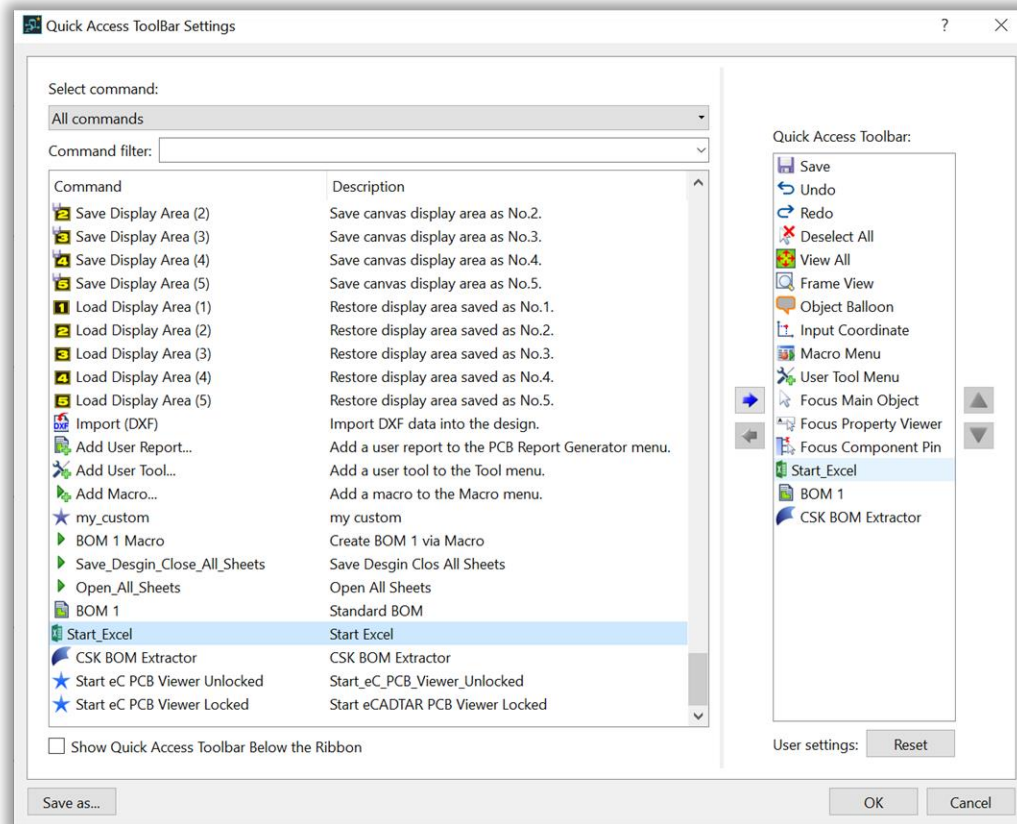 Quick Access ToolBar Settings
?
Select command:
All commands
Command filter:
Command Description
Save Display Area (2) Save canvas display area as No.2.
Save Display Area (3) Save canvas display area as No.3.
Save Display Area (4) Save canvas display area as No.4.
Save Display Area (5) Save canvas display area as No.5.
Load Display Area (1) Restore display area saved as No.1.
Load Display Area (2) Restore display area saved as No.2.
Load Display Area (3) Restore display area saved as No.3.
Load Display Area (4) Restore display area saved as No.4.
Load Display Area (5) Restore display area saved as No.5.
Import (DXF) Import DXF data into the design.
Add User Report... Add a user report to the PCB Report Generator menu.
Add User Tool... Add a user tool to the Tool menu.
Add Macro... Add a macro to the Macro menu.
my_custom my custom
BOM 1 Macro Create BOM 1 via Macro
Save_Desgin_Close_All_Sheets Save Desgin Clos All Sheets
Open_All_Sheets Open All Sheets
BOM 1 Standard BOM
Start_Excel Start Excel
CSK BOM Extractor CSK BOM Extractor
Start eC PCB Viewer Unlocked Start_eC_PCB_Viewer_Unlocked
Start eC PCB Viewer Locked Start eCADTAR PCB Viewer Locked
Show Quick Access Toolbar Below the Ribbon
Quick Access Toolbar:
Save
Undo
Redo
Deselect All
View All
Frame View
Object Balloon
Input Coordinate
Macro Menu
User Tool Menu
Focus Main Object
Focus Property Viewer
Focus Component Pin
Start_Excel
BOM 1
CSK BOM Extractor
User settings: Reset
Save as... OK Cancel